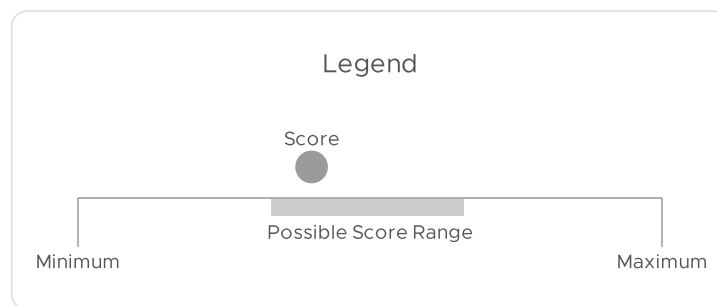 Legend
Score
Possible Score Range
Minimum
Maximum